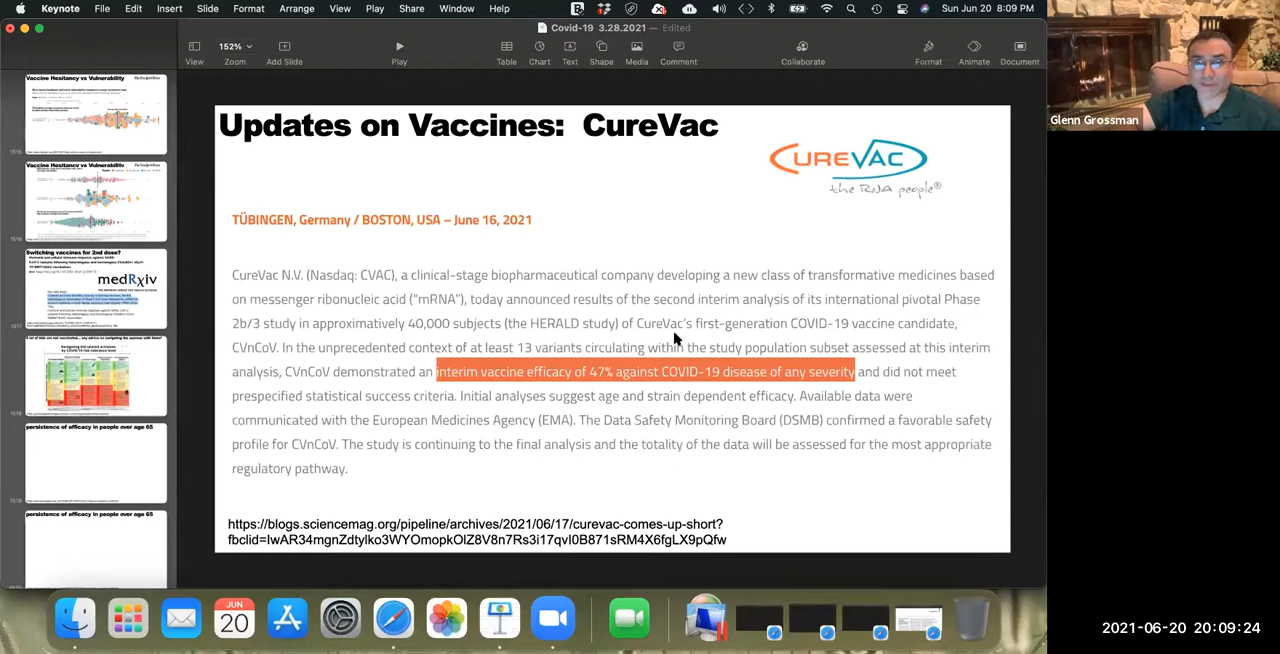 Keynote File Edit Insert Slide Format Arrange View Play Share Window Help Sun Jun 20 8:09 PM
Covid-19 3.28.2021 — Edited
152%
View Zoom Add Slide Play Table Chart Text Shape Media Comment Collaborate Format Animate Document
Glenn Grossman
Vaccine Hesitancy vs Vulnerability
Vaccine Hesitancy vs Vulnerability
Switching vaccines for 2nd dose?
medRxiv
persistence of efficacy in people over age 65
persistence of efficacy in people over age 65
Updates on Vaccines: CureVac
CUREVAC
the RNA people®
TÜBINGEN, Germany / BOSTON, USA – June 16, 2021
CureVac N.V. (Nasdaq: CVAC), a clinical-stage biopharmaceutical company developing a new class of transformative medicines based
on messenger ribonucleic acid (“mRNA”), today announced results of the second interim analysis of its international pivotal Phase
2b/3 study in approximately 40,000 subjects (the HERALD study) of CureVac’s first-generation COVID-19 vaccine candidate,
CVnCoV. In the unprecedented context of at least 13 variants circulating within the study population subset assessed at this interim
analysis, CVnCoV demonstrated an interim vaccine efficacy of 47% against COVID-19 disease of any severity and did not meet
prespecified statistical success criteria. Initial analyses suggest age and strain dependent efficacy. Available data were
communicated with the European Medicines Agency (EMA). The Data Safety Monitoring Board (DSMB) confirmed a favorable safety
profile for CVnCoV. The study is continuing to the final analysis and the totality of the data will be assessed for the most appropriate
regulatory pathway.
https://blogs.sciencemag.org/pipeline/archives/2021/06/17/curevac-comes-up-short?
JUN
20
2021-06-20 20:09:24